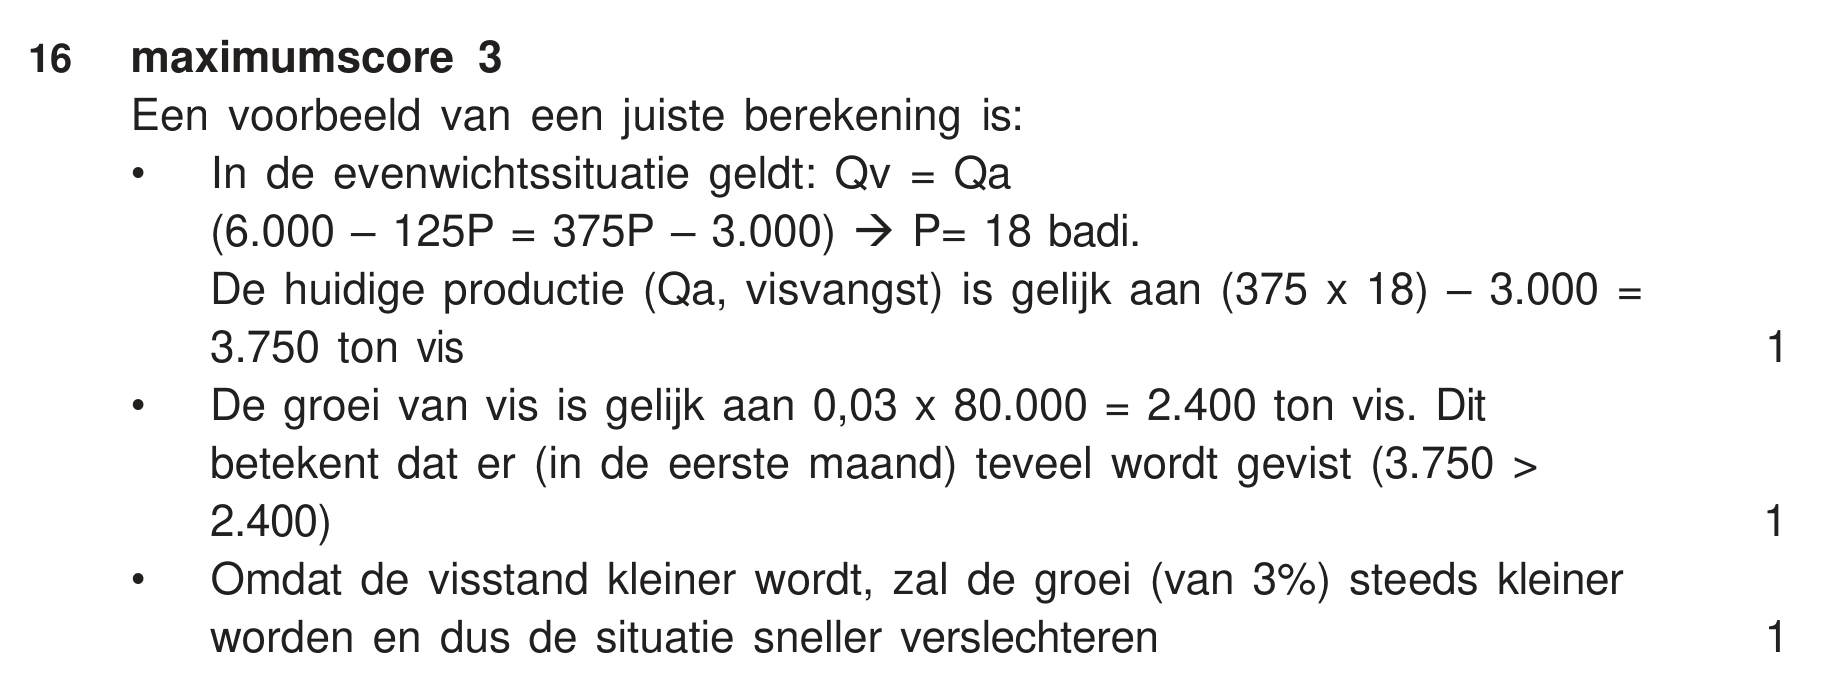 16 maximumscore 3
Een voorbeeld van een juiste berekening is:
• In de evenwichtssituatie geldt: Qv = Qa
(6.000 – 125P = 375P – 3.000) → P= 18 badi.
De huidige productie (Qa, visvangst) is gelijk aan (375 x 18) – 3.000 =
3.750 ton vis 1
• De groei van vis is gelijk aan 0,03 x 80.000 = 2.400 ton vis. Dit
betekent dat er (in de eerste maand) teveel wordt gevist (3.750 >
2.400) 1
• Omdat de visstand kleiner wordt, zal de groei (van 3%) steeds kleiner
worden en dus de situatie sneller verslechteren 1